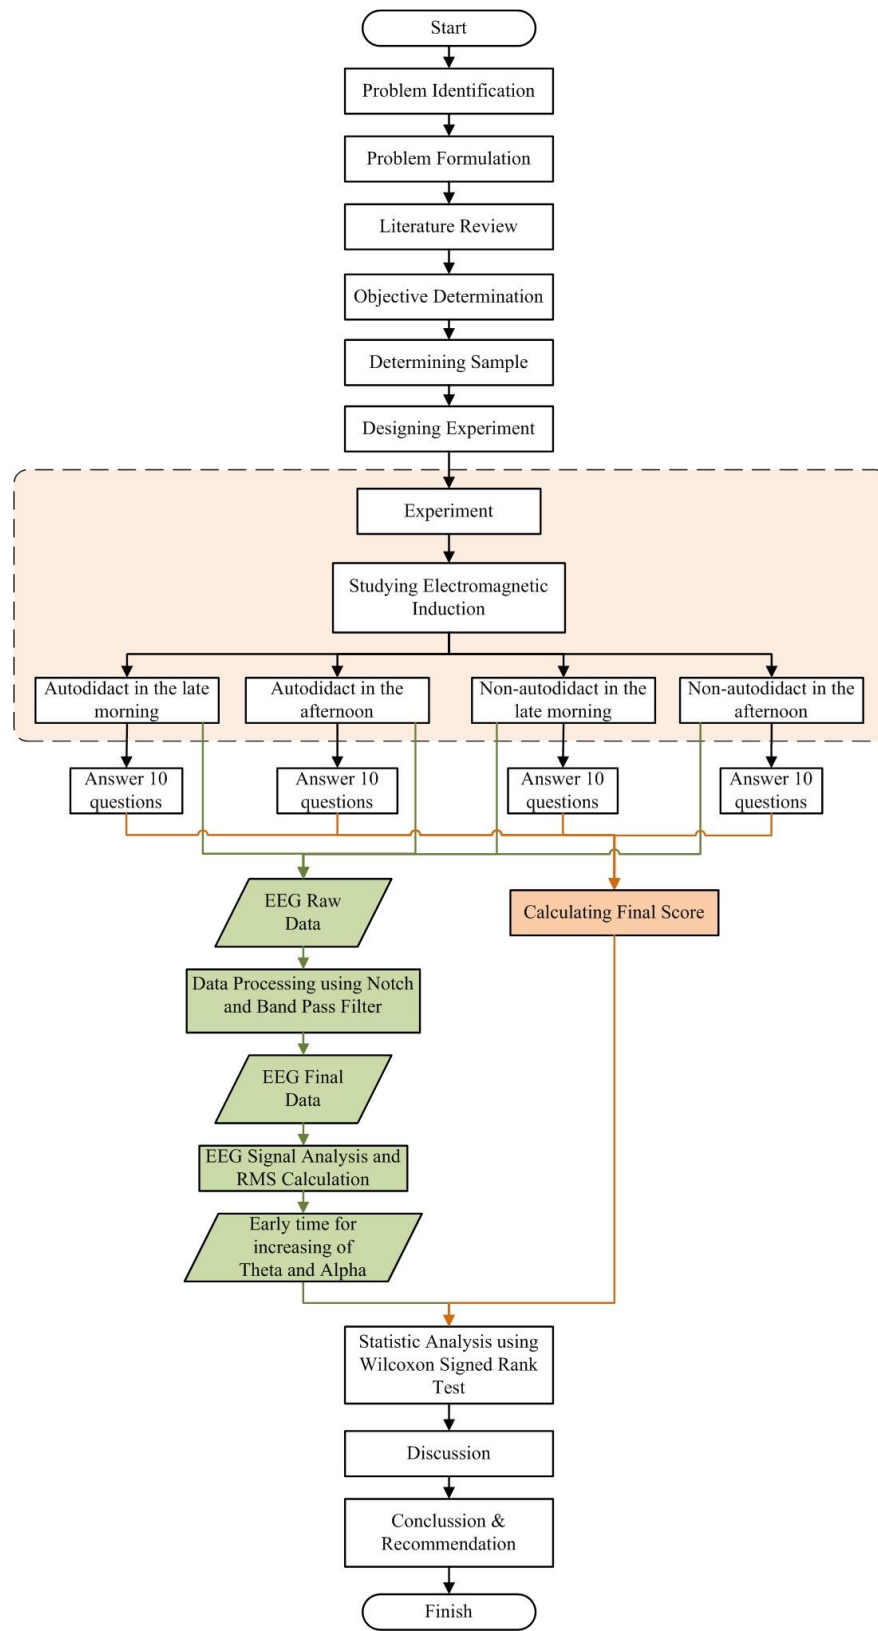 Start
Problem Identification
Problem Formulation
Literature Review
Objective Determination
Determining Sample
Designing Experiment
Experiment
Studying Electromagnetic
Induction
Autodidact in the late
morning
Autodidact in the
afternoon
Non-autodidact in the
late morning
Non-autodidact in the
afternoon
Answer 10
questions
Answer 10
questions
Answer 10
questions
Answer 10
questions
EEG Raw
Data
Calculating Final Score
Data Processing using Notch
and Band Pass Filter
EEG Final
Data
EEG Signal Analysis and
RMS Calculation
Early time for
increasing of
Theta and Alpha
Statistic Analysis using
Wilcoxon Signed Rank
Test
Discussion
Conclussion &
Recommendation
Finish